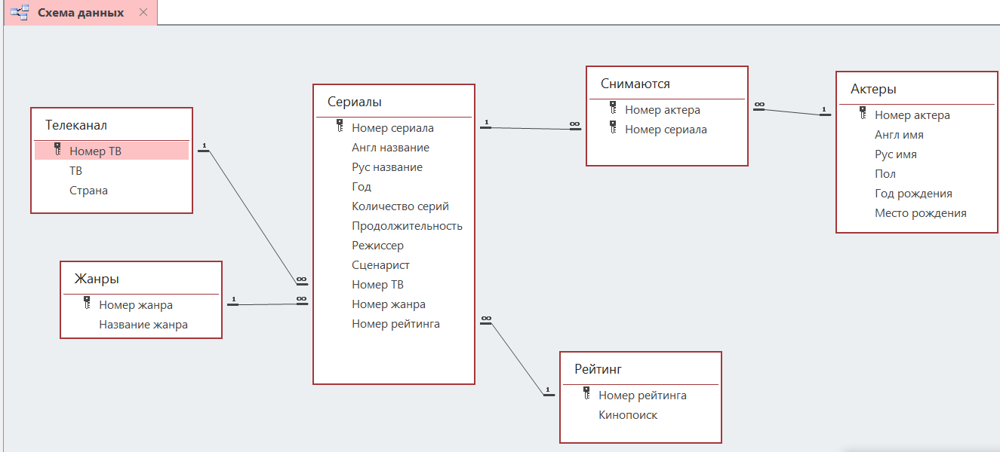 Схема данных
Телеканал
Номер ТВ
ТВ
Страна
Жанры
Номер жанра
Название жанра
Сериалы
Номер сериала
Англ название
Рус название
Год
Количество серий
Продолжительность
Режиссер
Сценарист
Номер ТВ
Номер жанра
Номер рейтинга
Снимаются
Номер актера
Номер сериала
Актеры
Номер актера
Англ имя
Рус имя
Пол
Год рождения
Место рождения
Рейтинг
Номер рейтинга
Кинопоиск
1
∞
1
∞
1
∞
∞
1
∞
1